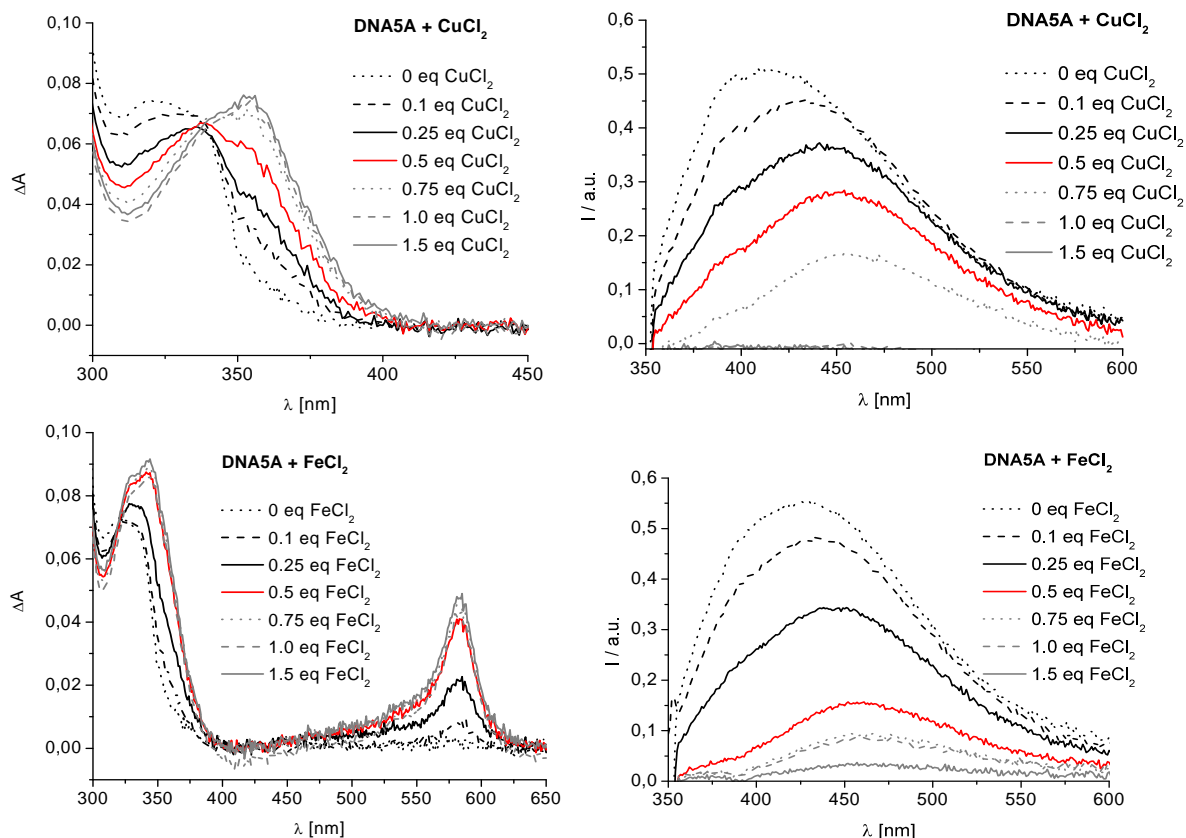 DNA5A + CuCl₂
0 eq CuCl₂
0.1 eq CuCl₂
0.25 eq CuCl₂
0.5 eq CuCl₂
0.75 eq CuCl₂
1.0 eq CuCl₂
1.5 eq CuCl₂
0,10
0,08
0,06
0,04
0,02
0,00
ΔA
300 350 400 450
λ [nm]
DNA5A + CuCl₂
0 eq CuCl₂
0.1 eq CuCl₂
0.25 eq CuCl₂
0.5 eq CuCl₂
0.75 eq CuCl₂
1.0 eq CuCl₂
1.5 eq CuCl₂
0,6
0,5
0,4
0,3
0,2
0,1
0,0
I / a.u.
350 400 450 500 550 600
λ [nm]
DNA5A + FeCl₂
0 eq FeCl₂
0.1 eq FeCl₂
0.25 eq FeCl₂
0.5 eq FeCl₂
0.75 eq FeCl₂
1.0 eq FeCl₂
1.5 eq FeCl₂
0,10
0,08
0,06
0,04
0,02
0,00
ΔA
300 350 400 450 500 550 600 650
λ [nm]
DNA5A + FeCl₂
0 eq FeCl₂
0.1 eq FeCl₂
0.25 eq FeCl₂
0.5 eq FeCl₂
0.75 eq FeCl₂
1.0 eq FeCl₂
1.5 eq FeCl₂
0,6
0,5
0,4
0,3
0,2
0,1
0,0
I / a.u.
350 400 450 500 550 600
λ [nm]